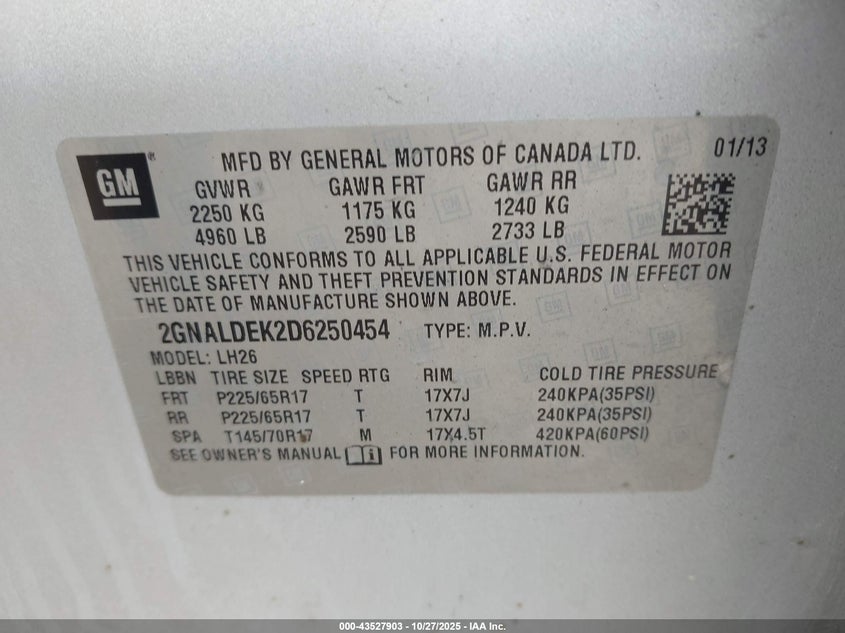 GM
MFD BY GENERAL MOTORS OF CANADA LTD. 01/13
GVWR GAWR FRT GAWR RR
2250 KG 1175 KG 1240 KG
4960 LB 2590 LB 2733 LB
THIS VEHICLE CONFORMS TO ALL APPLICABLE U.S. FEDERAL MOTOR
VEHICLE SAFETY AND THEFT PREVENTION STANDARDS IN EFFECT ON
THE DATE OF MANUFACTURE SHOWN ABOVE.
2GNALDEK2D6250454 TYPE: M.P.V.
MODEL: LH26
LBBN TIRE SIZE SPEED RTG RIM COLD TIRE PRESSURE
FRT P225/65R17 T 17X7J 240KPA(35PSI)
RR P225/65R17 T 17X7J 240KPA(35PSI)
SPA T145/70R17 M 17X4.5T 420KPA(60PSI)
SEE OWNER'S MANUAL FOR MORE INFORMATION.
000-43527903 - 10/27/2025 - IAA Inc.